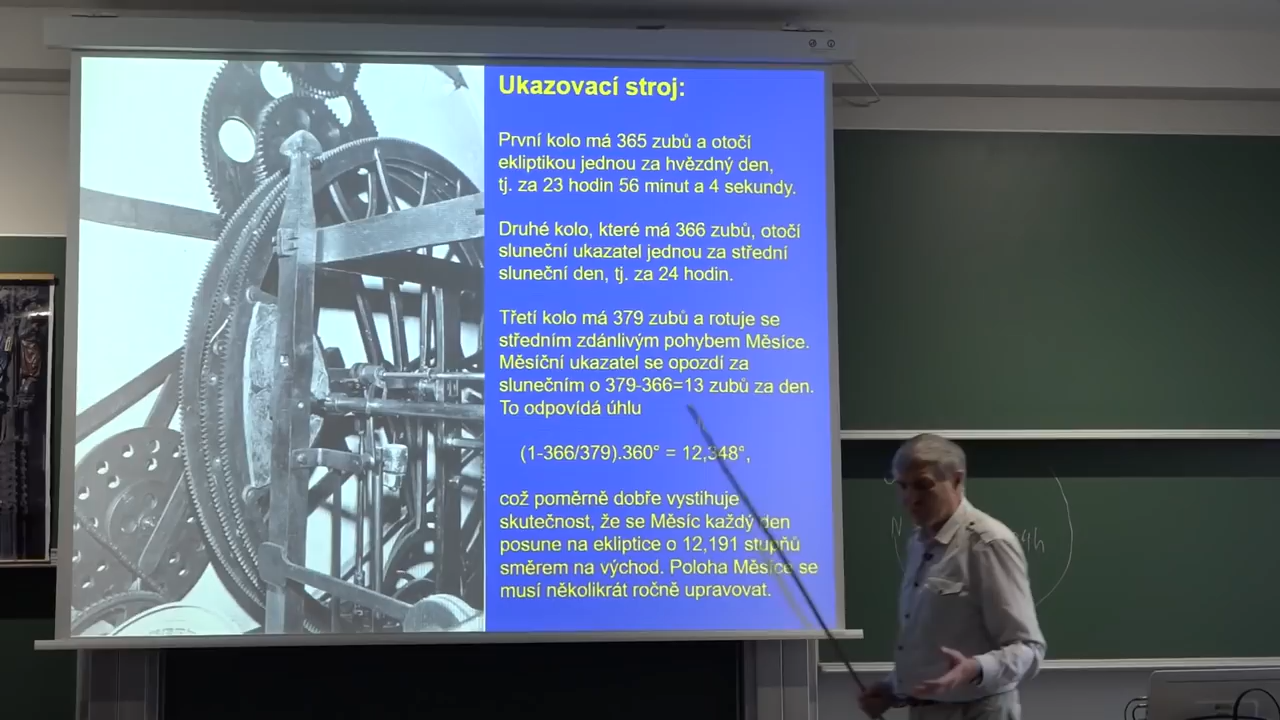 Ukazovací stroj:
První kolo má 365 zubů a otočí
ekliptikou jednou za hvězdný den,
tj. za 23 hodin 56 minut a 4 sekundy.
Druhé kolo, které má 366 zubů, otočí
sluneční ukazatel jednou za střední
sluneční den, tj. za 24 hodin.
Třetí kolo má 379 zubů a rotuje se
středním zdánlivým pohybem Měsíce.
Měsíční ukazatel se opozdí za
slunečním o 379-366=13 zubů za den.
To odpovídá úhlu
(1-366/379).360° = 12,348°,
což poměrně dobře vystihuje
skutečnost, že se Měsíc každý den
posune na ekliptice o 12,191 stupňů
směrem na východ. Poloha Měsíce se
musí několikrát ročně upravovat.